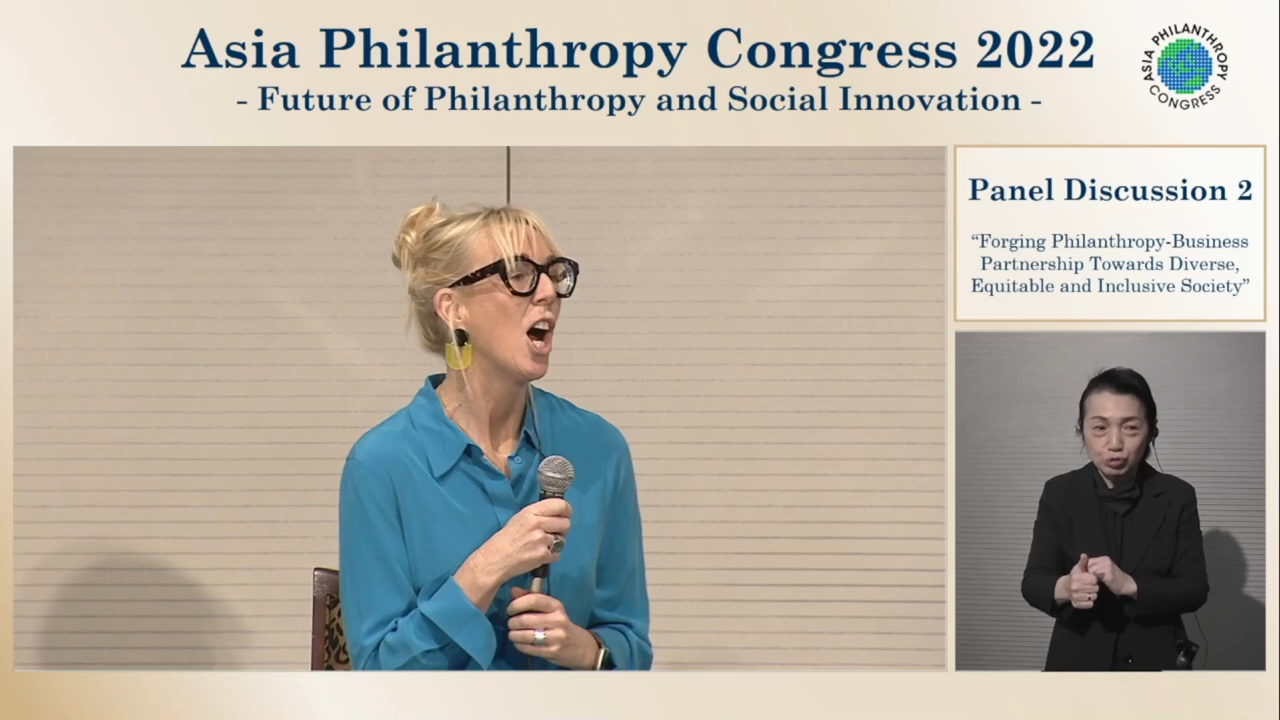 Asia Philanthropy Congress 2022
- Future of Philanthropy and Social Innovation -
ASIA PHILANTHROPY
CONGRESS
Panel Discussion 2
“Forging Philanthropy-Business
Partnership Towards Diverse,
Equitable and Inclusive Society”